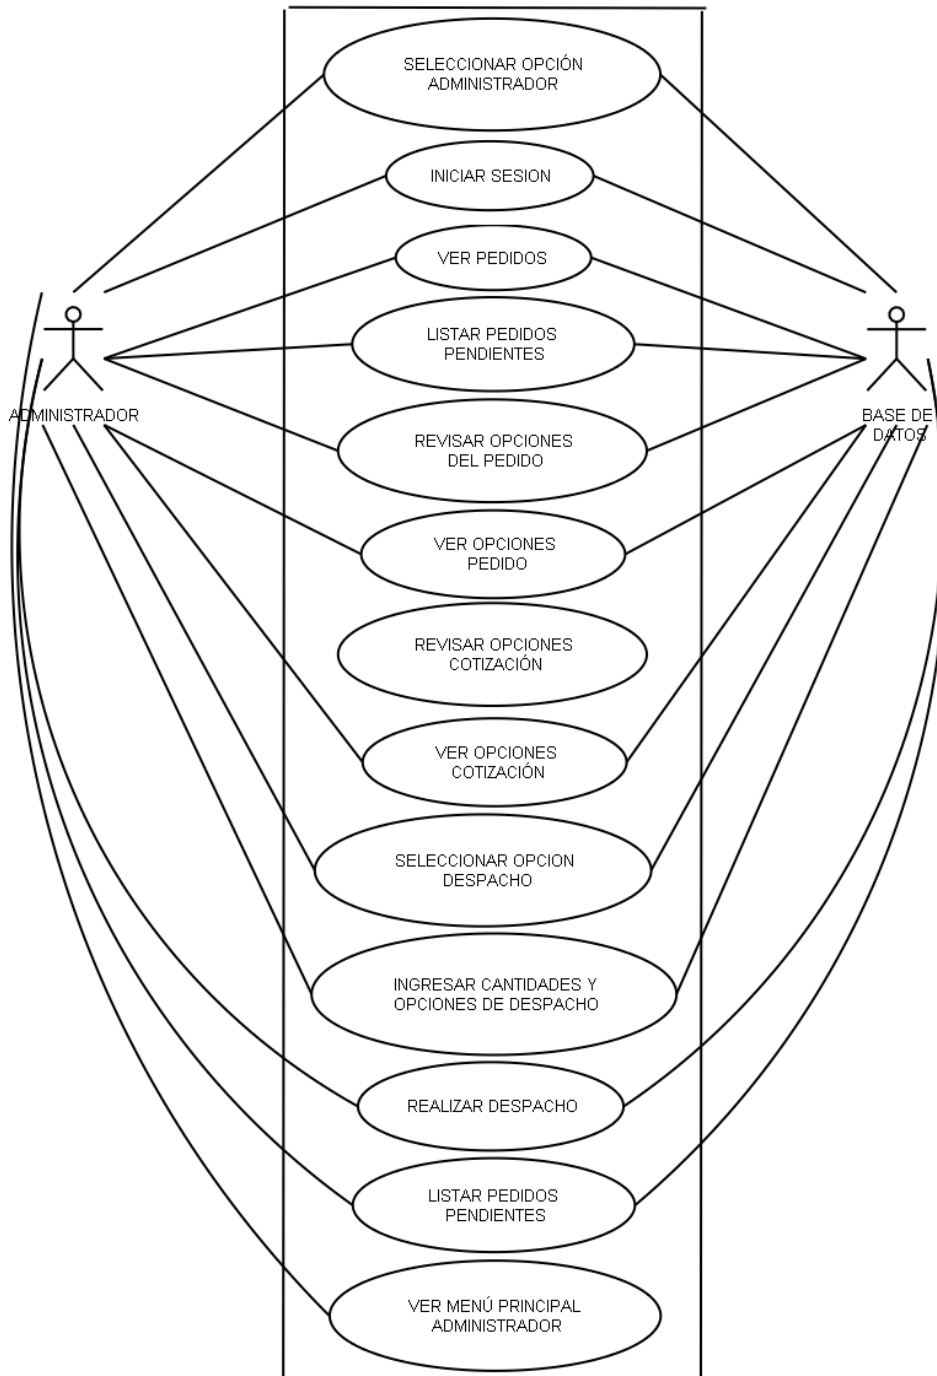 SELECCIONAR OPCIÓN
ADMINISTRADOR
INICIAR SESION
VER PEDIDOS
LISTAR PEDIDOS
PENDIENTES
ADMINISTRADOR
BASE DE
DATOS
REVISAR OPCIONES
DEL PEDIDO
VER OPCIONES
PEDIDO
REVISAR OPCIONES
COTIZACIÓN
VER OPCIONES
COTIZACIÓN
SELECCIONAR OPCION
DESPACHO
INGRESAR CANTIDADES Y
OPCIONES DE DESPACHO
REALIZAR DESPACHO
LISTAR PEDIDOS
PENDIENTES
VER MENÚ PRINCIPAL
ADMINISTRADOR